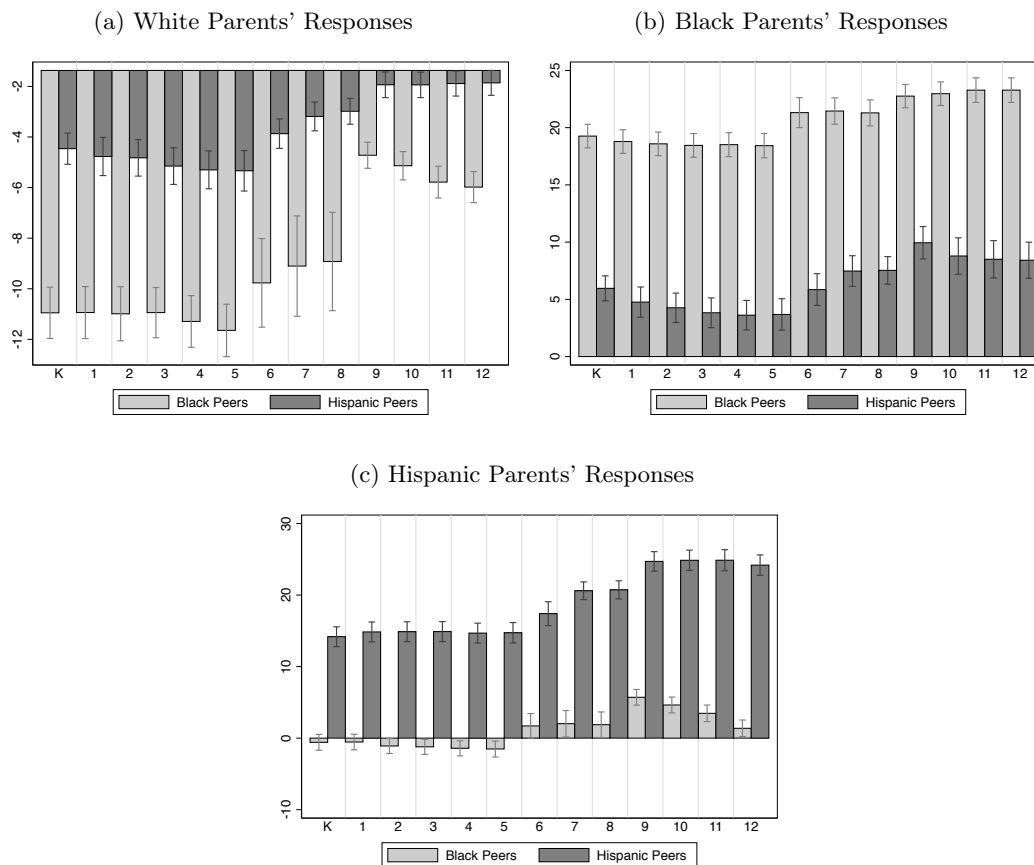 (a) White Parents’ Responses
-2
-4
-6
-8
-10
-12
K 1 2 3 4 5 6 7 8 9 10 11 12
Black Peers Hispanic Peers
(b) Black Parents’ Responses
25
20
15
10
5
0
K 1 2 3 4 5 6 7 8 9 10 11 12
Black Peers Hispanic Peers
(c) Hispanic Parents’ Responses
30
20
10
0
-10
K 1 2 3 4 5 6 7 8 9 10 11 12
Black Peers Hispanic Peers